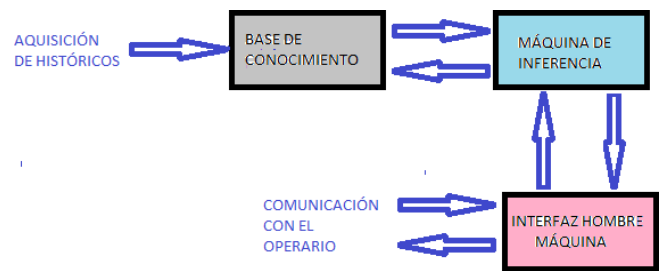 AQUISICIÓN
DE HISTÓRICOS
BASE DE
CONOCIMIENTO
MÁQUINA DE
INFERENCIA
COMUNICACIÓN
CON EL
OPERARIO
INTERFAZ HOMBRE
MÁQUINA